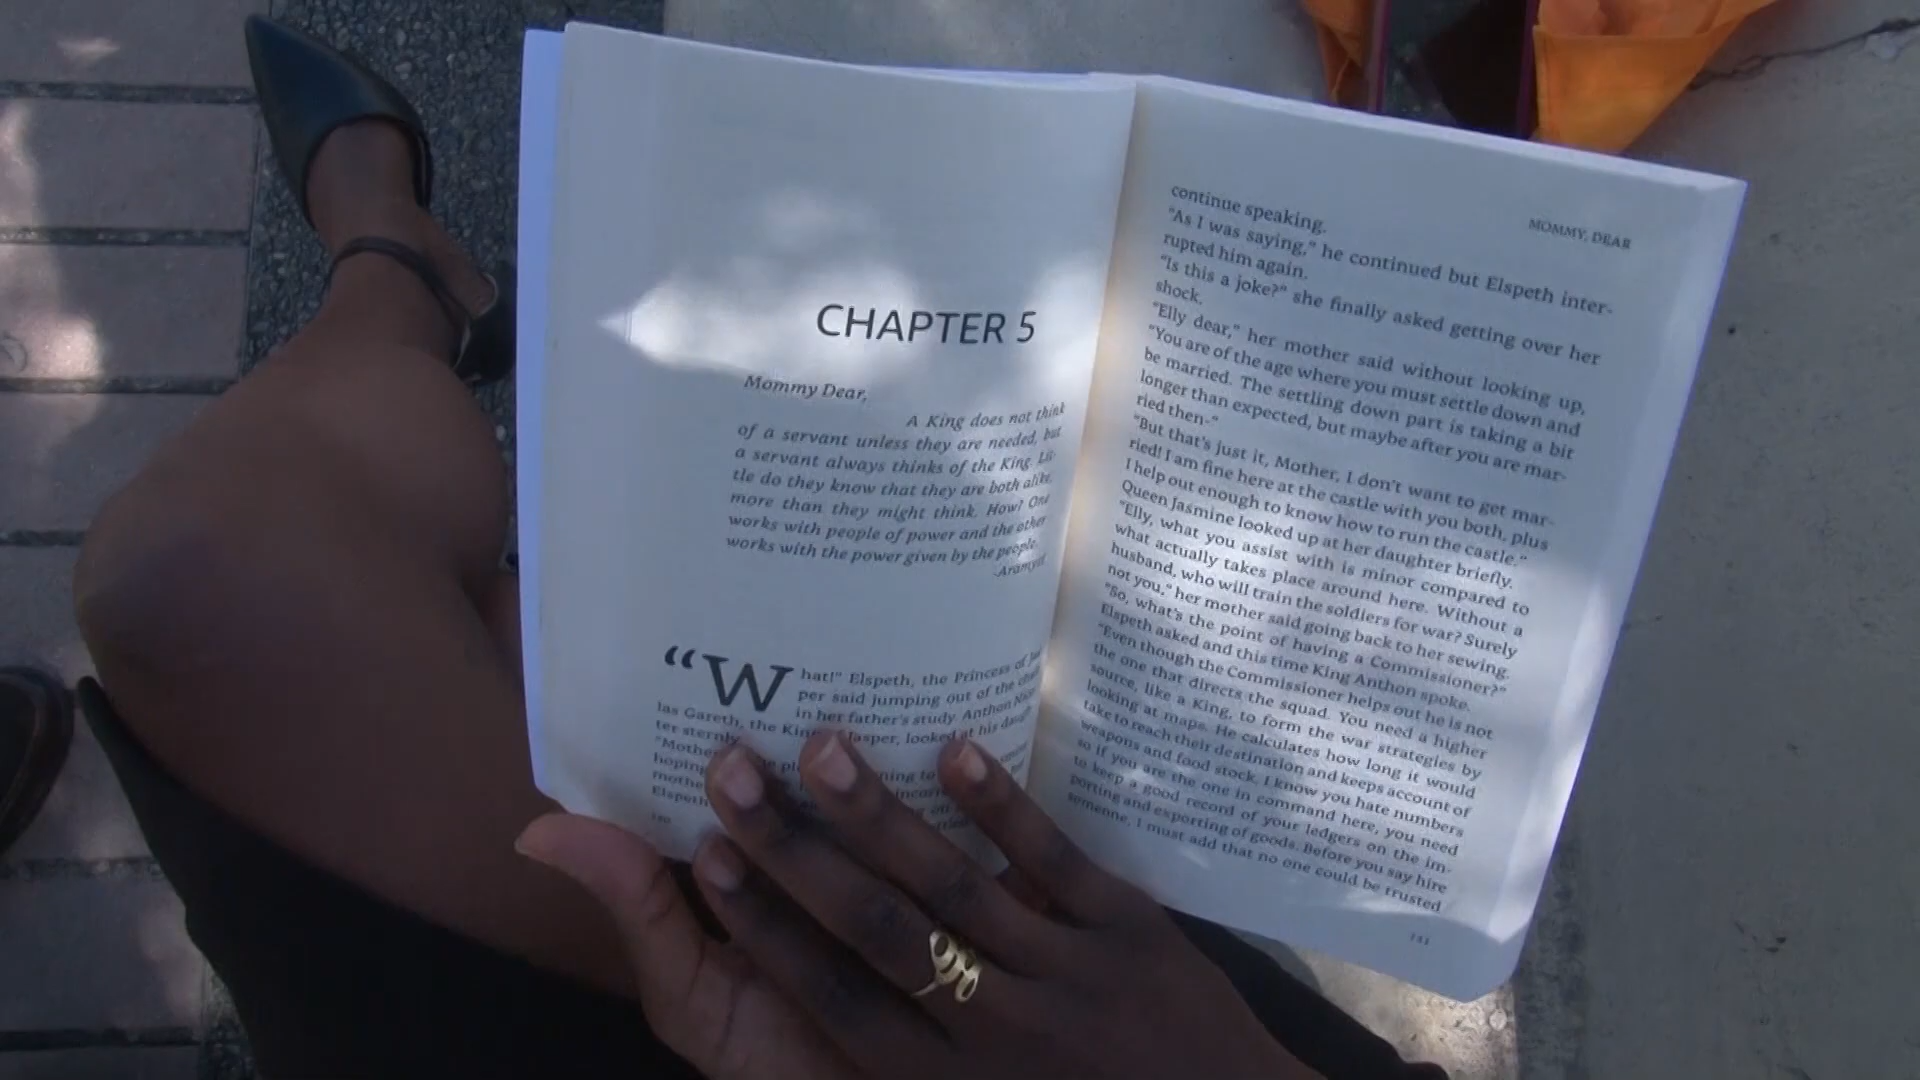 CHAPTER 5
Mommy Dear,
A King does not think
of a servant unless they are needed, but
a servant always thinks of the King. Lit-
tle do they know that they are both alike,
more than they might think. How? One
works with people of power and the other
works with the power given by the people.
-Aramyst
“What!” Elspeth, the Princess of
per said jumping out of the
in her father's study. Anthon
las Gareth, the King Jasper, looked at his daugh-
ter sternly
“Mother
hoping
mothe
Elspeth
MOMMY, DEAR
continue speaking.
“As I was saying,” he continued but Elspeth inter-
rupted him again.
“Is this a joke?” she finally asked getting over her
shock.
“Elly dear,” her mother said without looking up,
“You are of the age where you must settle down and
be married. The settling down part is taking a bit
longer than expected, but maybe after you are mar-
ried then-“
“But that's just it, Mother, I don't want to get mar-
ried! I am fine here at the castle with you both, plus
I help out enough to know how to run the castle.“
Queen Jasmine looked up at her daughter briefly.
“Elly, what you assist with is minor compared to
what actually takes place around here. Without a
husband, who will train the soldiers for war? Surely
not you,“ her mother said going back to her sewing.
“So, what's the point of having a Commissioner?”
Elspeth asked and this time King Anthon spoke.
“Even though the Commissioner helps out he is not
the one that directs the squad. You need a higher
source, like a King, to form the war strategies by
looking at maps. He calculates how long it would
take to reach their destination and keeps account of
weapons and food stock. I know you hate numbers
so if you are the one in command here, you need
to keep a good record of your ledgers on the im-
porting and exporting of goods. Before you say hire
someone, I must add that no one could be trusted